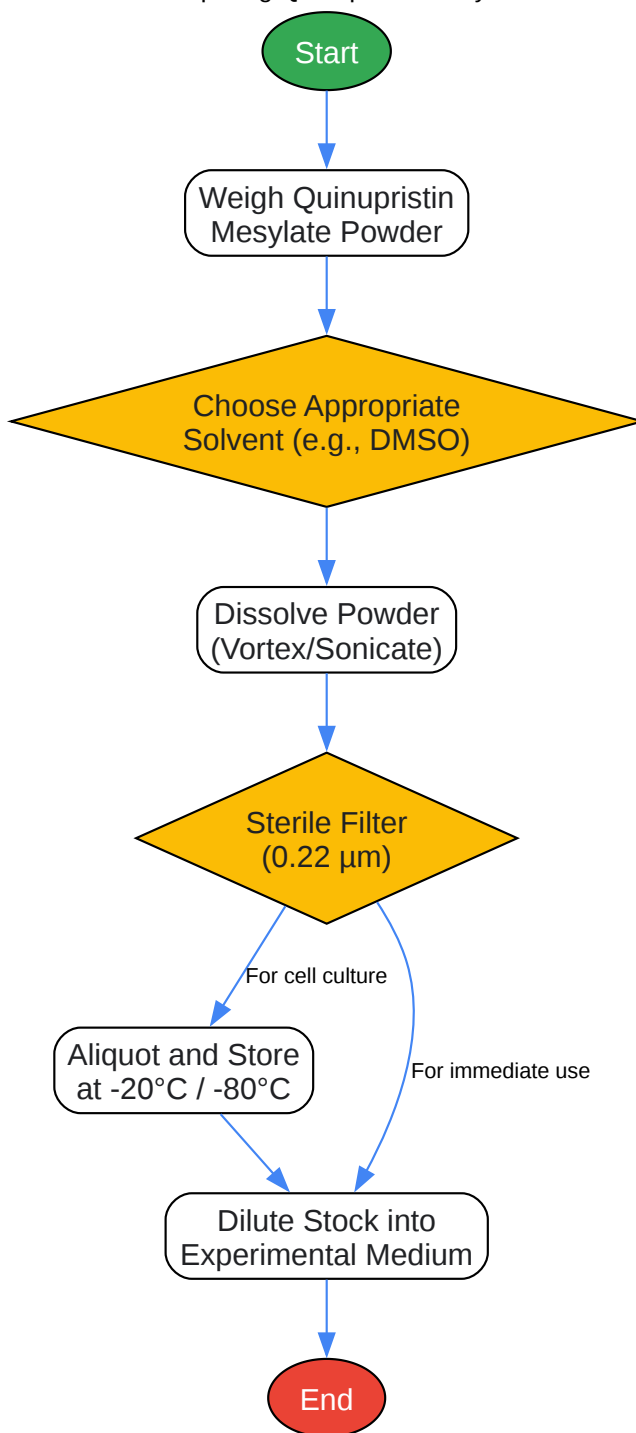 Start
Weigh Quinupristin
Mesylate Powder
Choose Appropriate
Solvent (e.g., DMSO)
Dissolve Powder
(Vortex/Sonicate)
Sterile Filter
(0.22 µm)
For cell culture
Aliquot and Store
at -20°C / -80°C
For immediate use
Dilute Stock into
Experimental Medium
End